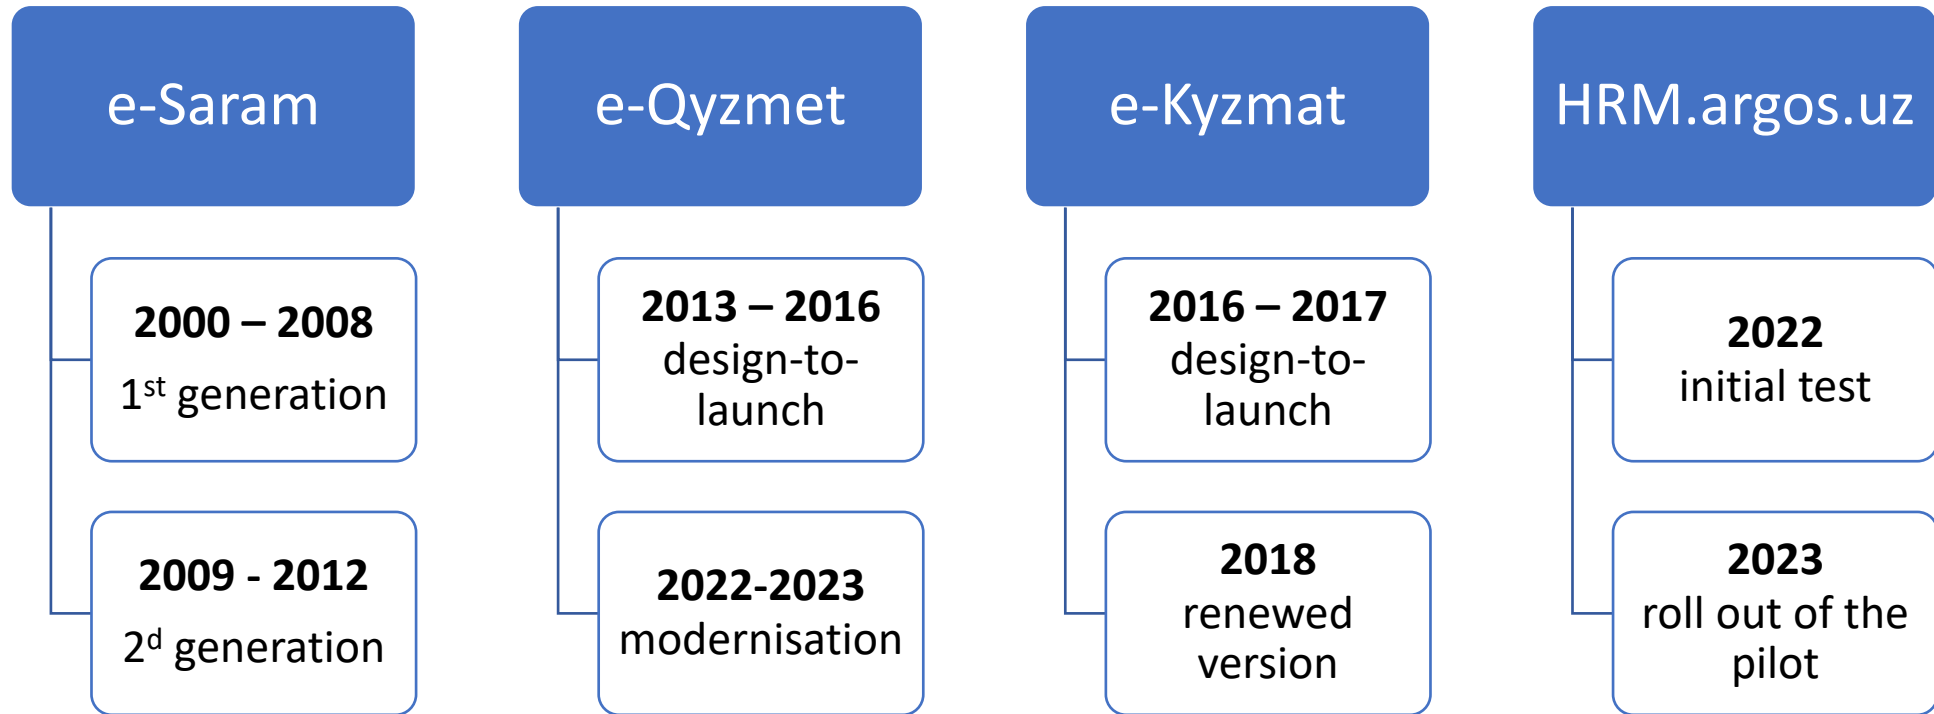 e-Saram
2000 – 2008
1st generation
2009 - 2012
2d generation
e-Qyzmet
2013 – 2016
design-to-
launch
2022-2023
modernisation
e-Kyzmat
2016 – 2017
design-to-
launch
2018
renewed
version
HRM.argos.uz
2022
initial test
2023
roll out of the
pilot